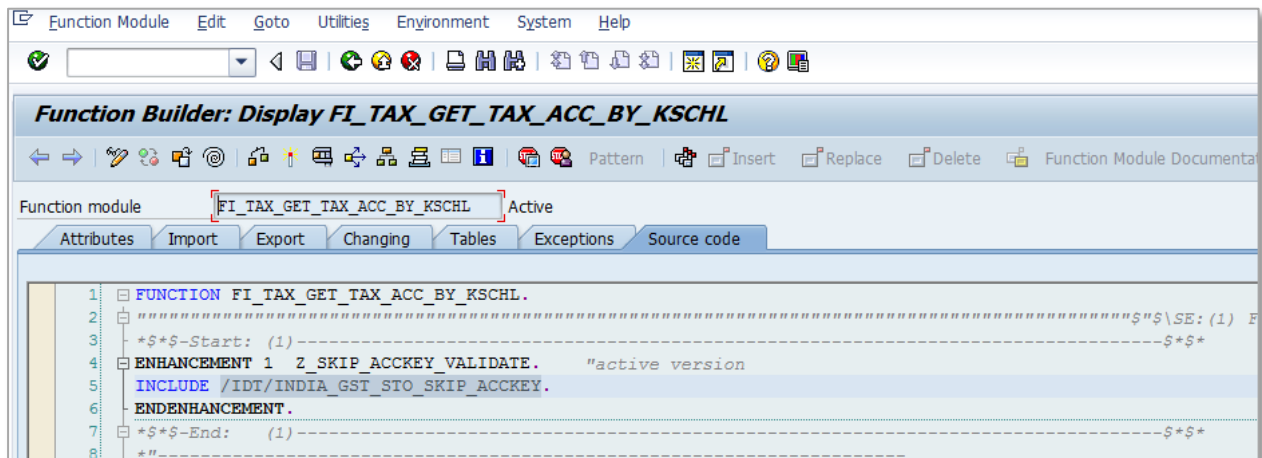 Function Module Edit Goto Utilities Environment System Help
Function Builder: Display FI_TAX_GET_TAX_ACC_BY_KSCHL
Pattern Insert Replace Delete Function Module Documenta
Function module FI_TAX_GET_TAX_ACC_BY_KSCHL Active
Attributes Import Export Changing Tables Exceptions Source code
1 FUNCTION FI_TAX_GET_TAX_ACC_BY_KSCHL.
2 """"""""""""""""""""""""""""""""""""""""""""""""""""""""""""""""""""""""""""""""""""""""""$"$\SE:(1) F
3 *$*$-Start: (1)---------------------------------------------------------------------------------$*$*
4 ENHANCEMENT 1 Z_SKIP_ACCKEY_VALIDATE. "active version
5 INCLUDE /IDT/INDIA_GST_STO_SKIP_ACCKEY.
6 ENDENHANCEMENT.
7 *$*$-End: (1)---------------------------------------------------------------------------------$*$*
8 *"----------------------------------------------------------------------